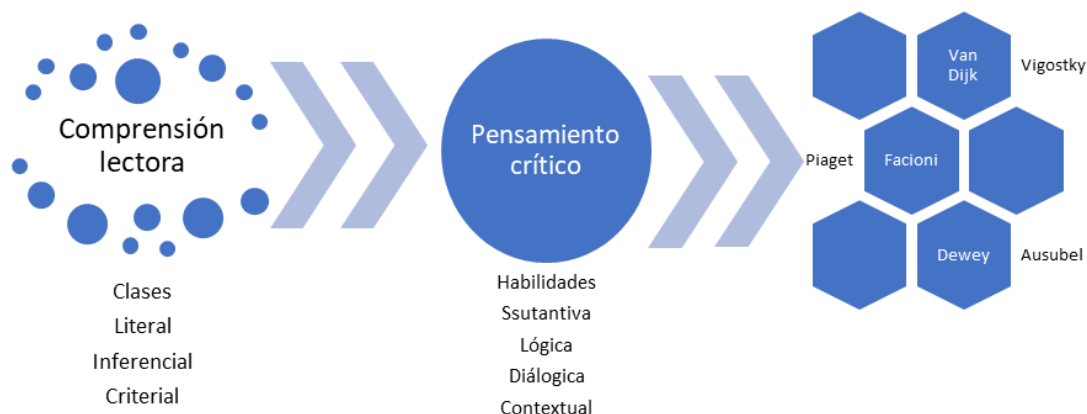 Comprensión
lectora
Clases
Literal
Inferencial
Criterial
Pensamiento
crítico
Habilidades
Ssutantiva
Lógica
Diálogica
Contextual
Van
Dijk
Vigostky
Piaget
Facioni
Dewey
Ausubel